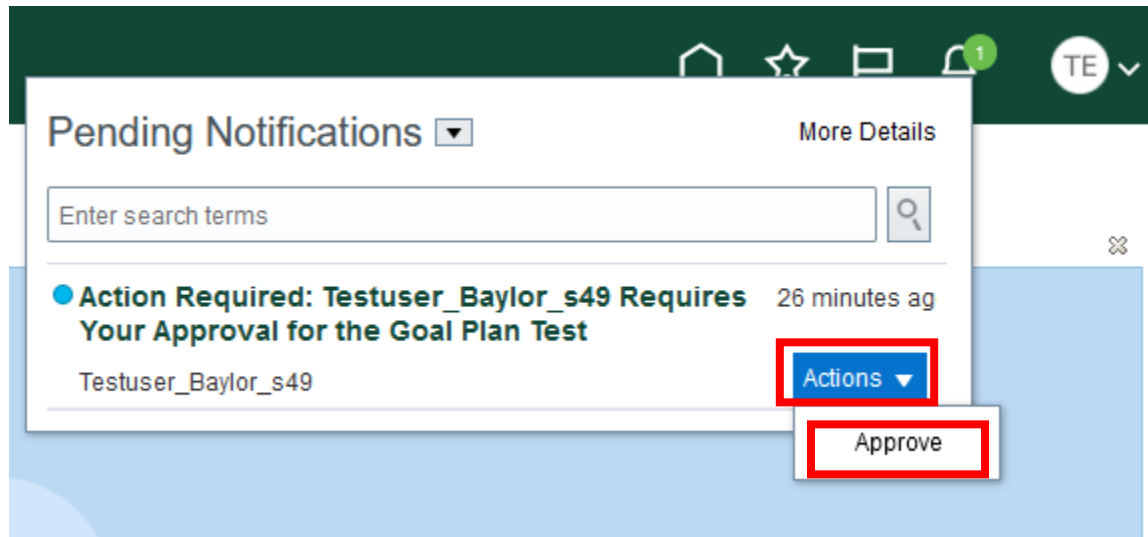 1
TE
Pending Notifications
More Details
Enter search terms
Action Required: Testuser_Baylor_s49 Requires
26 minutes ag
Your Approval for the Goal Plan Test
Testuser_Baylor_s49
Actions
Approve